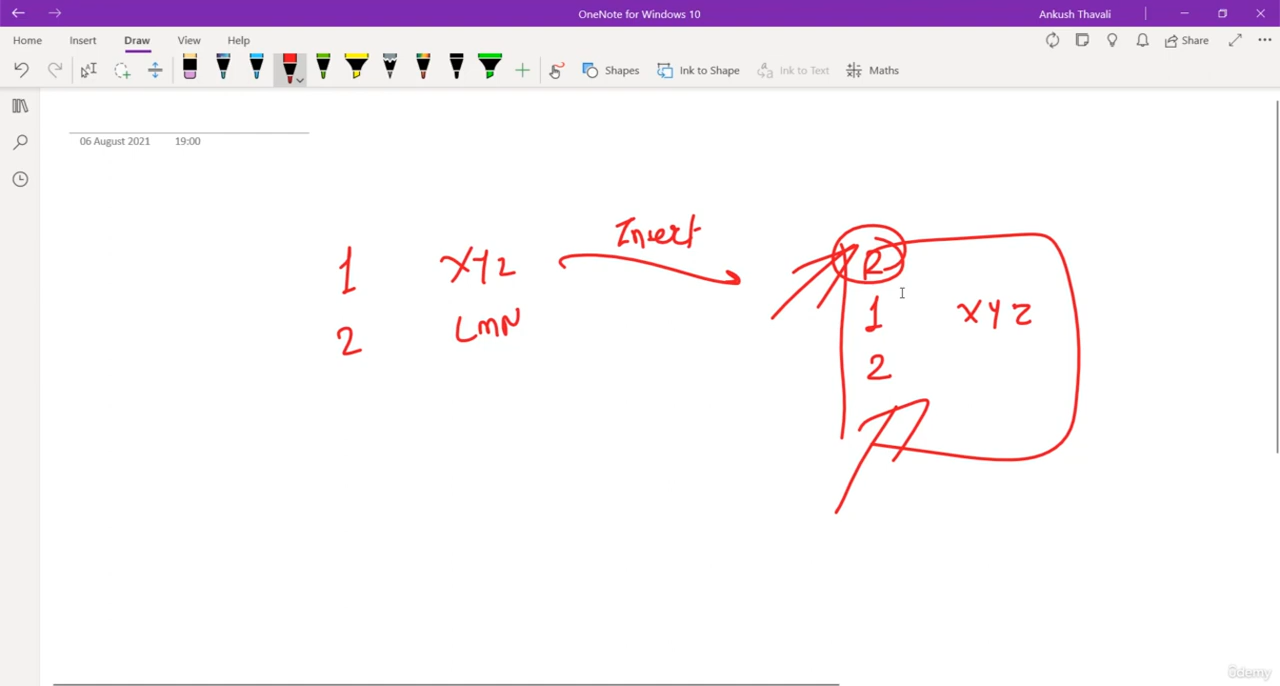 OneNote for Windows 10
Ankush Thavali
Home Insert Draw View Help
Share
Shapes Ink to Shape Ink to Text Maths
06 August 2021 19:00
Insert
1 XYZ
2 LMN
R
1 XYZ
2
ûdemy